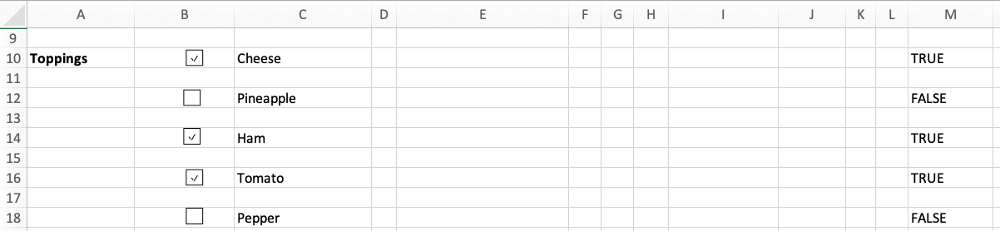 A B C D E F G H I J K L M
9
10 Toppings ☑ Cheese TRUE
11
12 ☐ Pineapple FALSE
13
14 ☑ Ham TRUE
15
16 ☑ Tomato TRUE
17
18 ☐ Pepper FALSE